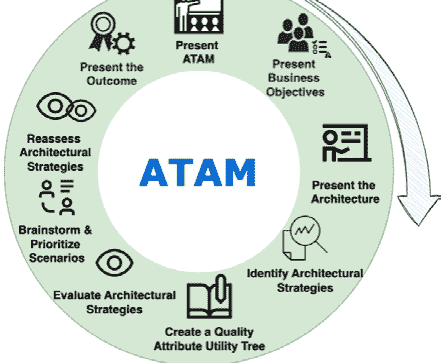 Present
ATAM
Present
Business
Objectives
Present the
Architecture
Identify Architectural
Strategies
Create a Quality
Attribute Utility Tree
Evaluate Architectural
Strategies
Brainstorm &
Prioritize
Scenarios
Reassess
Architectural
Strategies
Present the
Outcome
ATAM